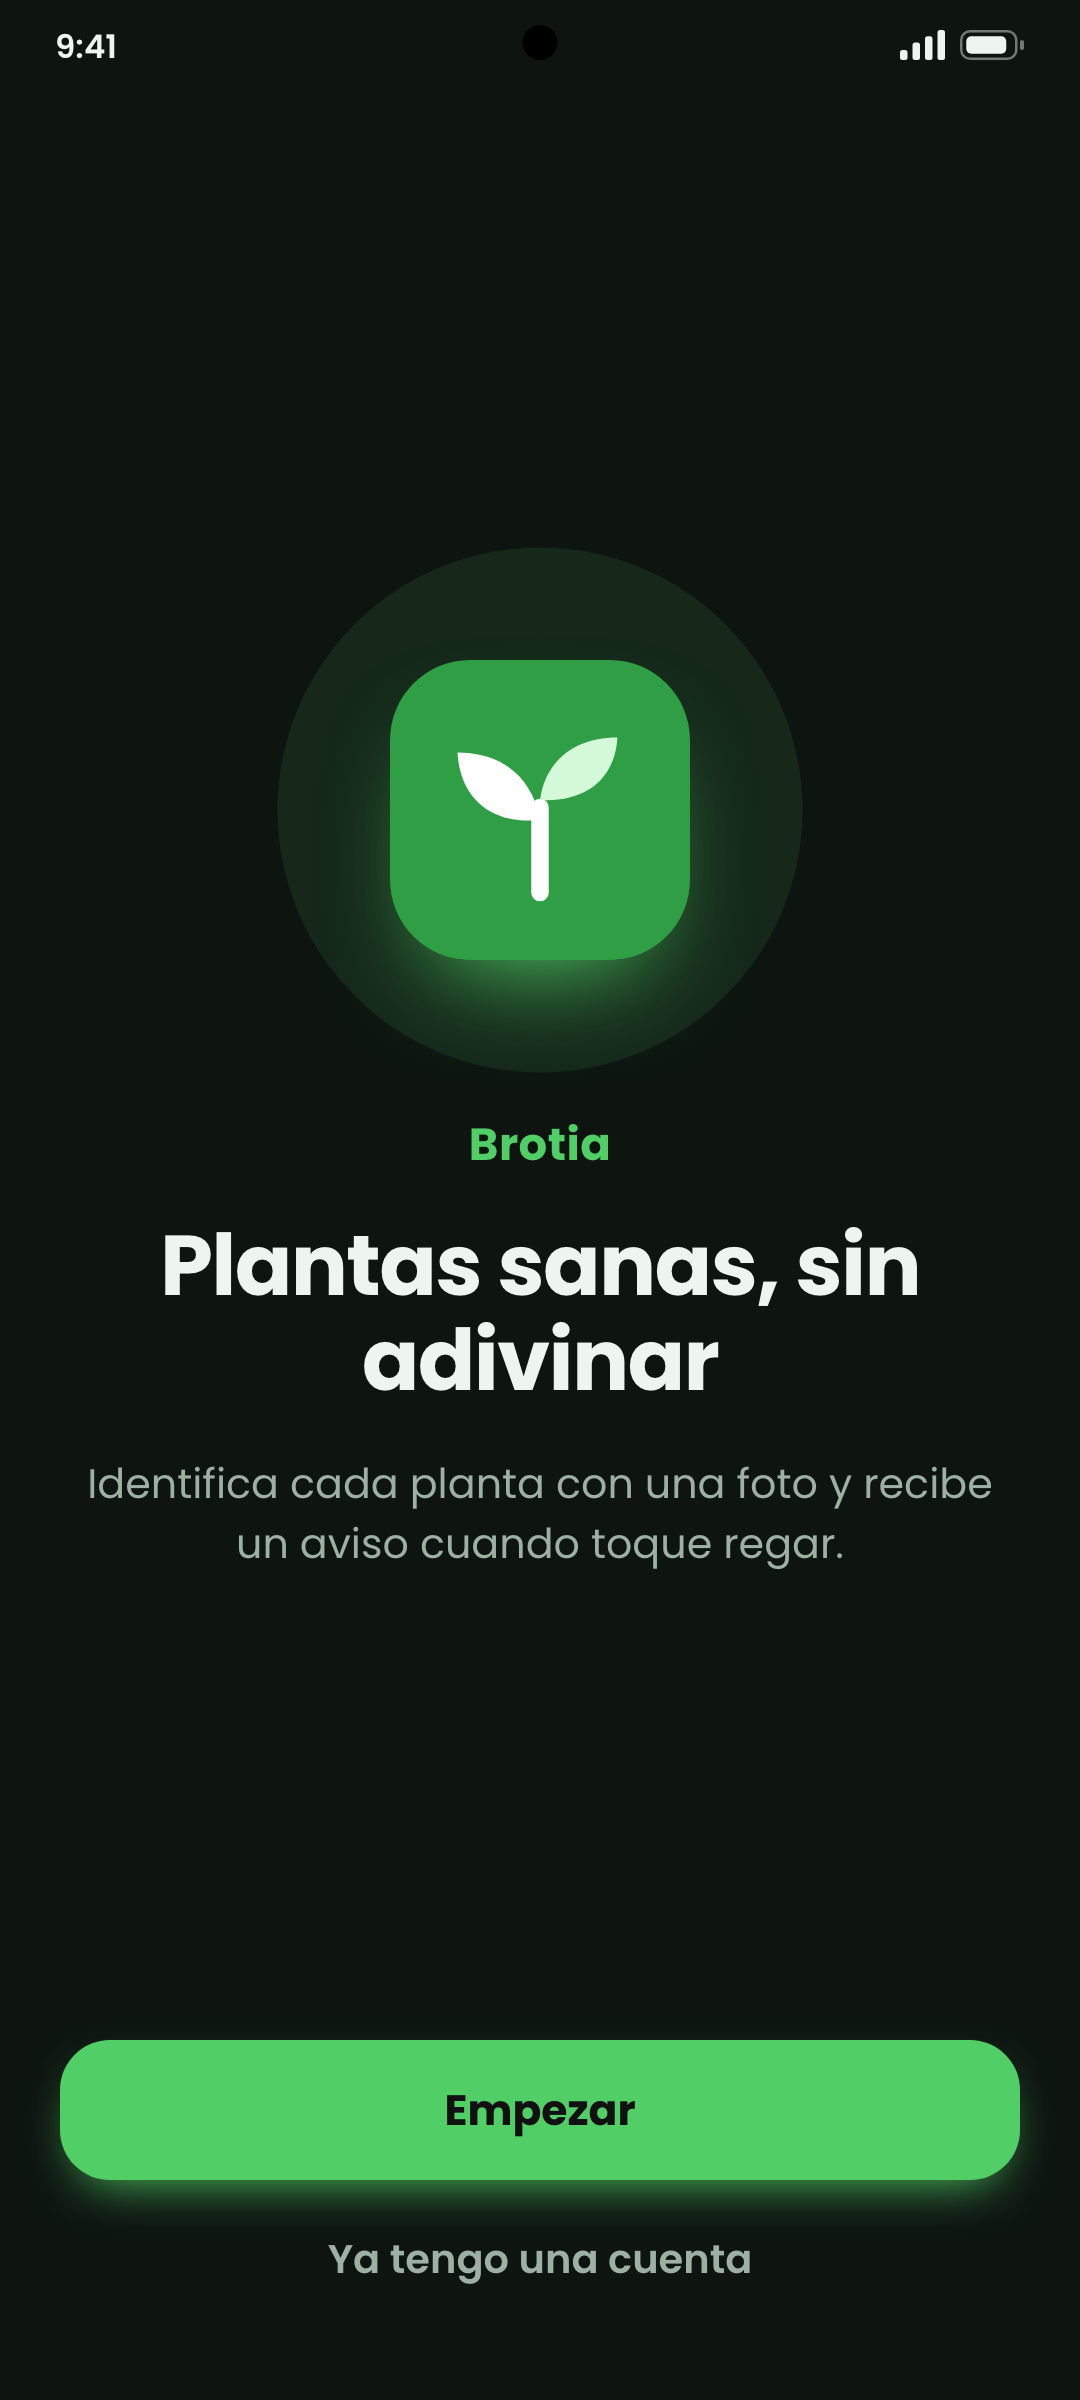 9:41
Brotia
Plantas sanas, sin
adivinar
Identifica cada planta con una foto y recibe
un aviso cuando toque regar.
Empezar
Ya tengo una cuenta